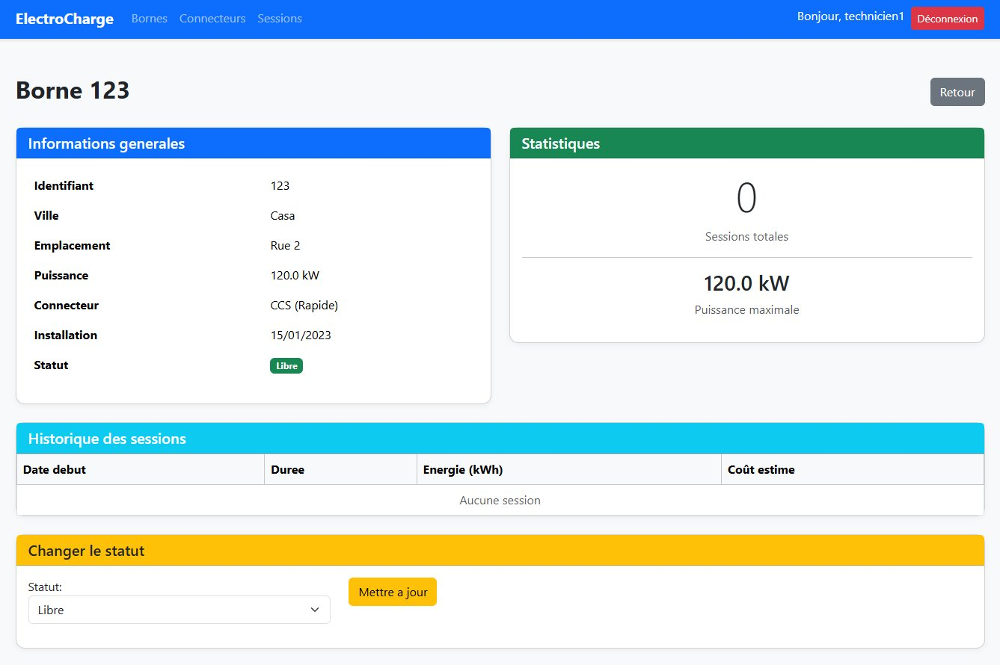 ElectroCharge Bornes Connecteurs Sessions Bonjour, technicien1 Déconnexion
Borne 123 Retour
Informations generales
Identifiant 123
Ville Casa
Emplacement Rue 2
Puissance 120.0 kW
Connecteur CCS (Rapide)
Installation 15/01/2023
Statut Libre
Statistiques
0
Sessions totales
120.0 kW
Puissance maximale
Historique des sessions
Date debut Duree Energie (kWh) Coût estime
Aucune session
Changer le statut
Statut:
Libre Mettre a jour